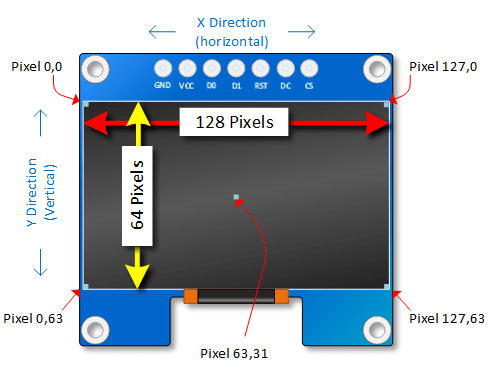 X Direction
(horizontal)
Pixel 0,0
Pixel 127,0
GND VCC D0 D1 RST DC CS
128 Pixels
Y Direction
(Vertical)
64 Pixels
Pixel 0,63
Pixel 127,63
Pixel 63,31